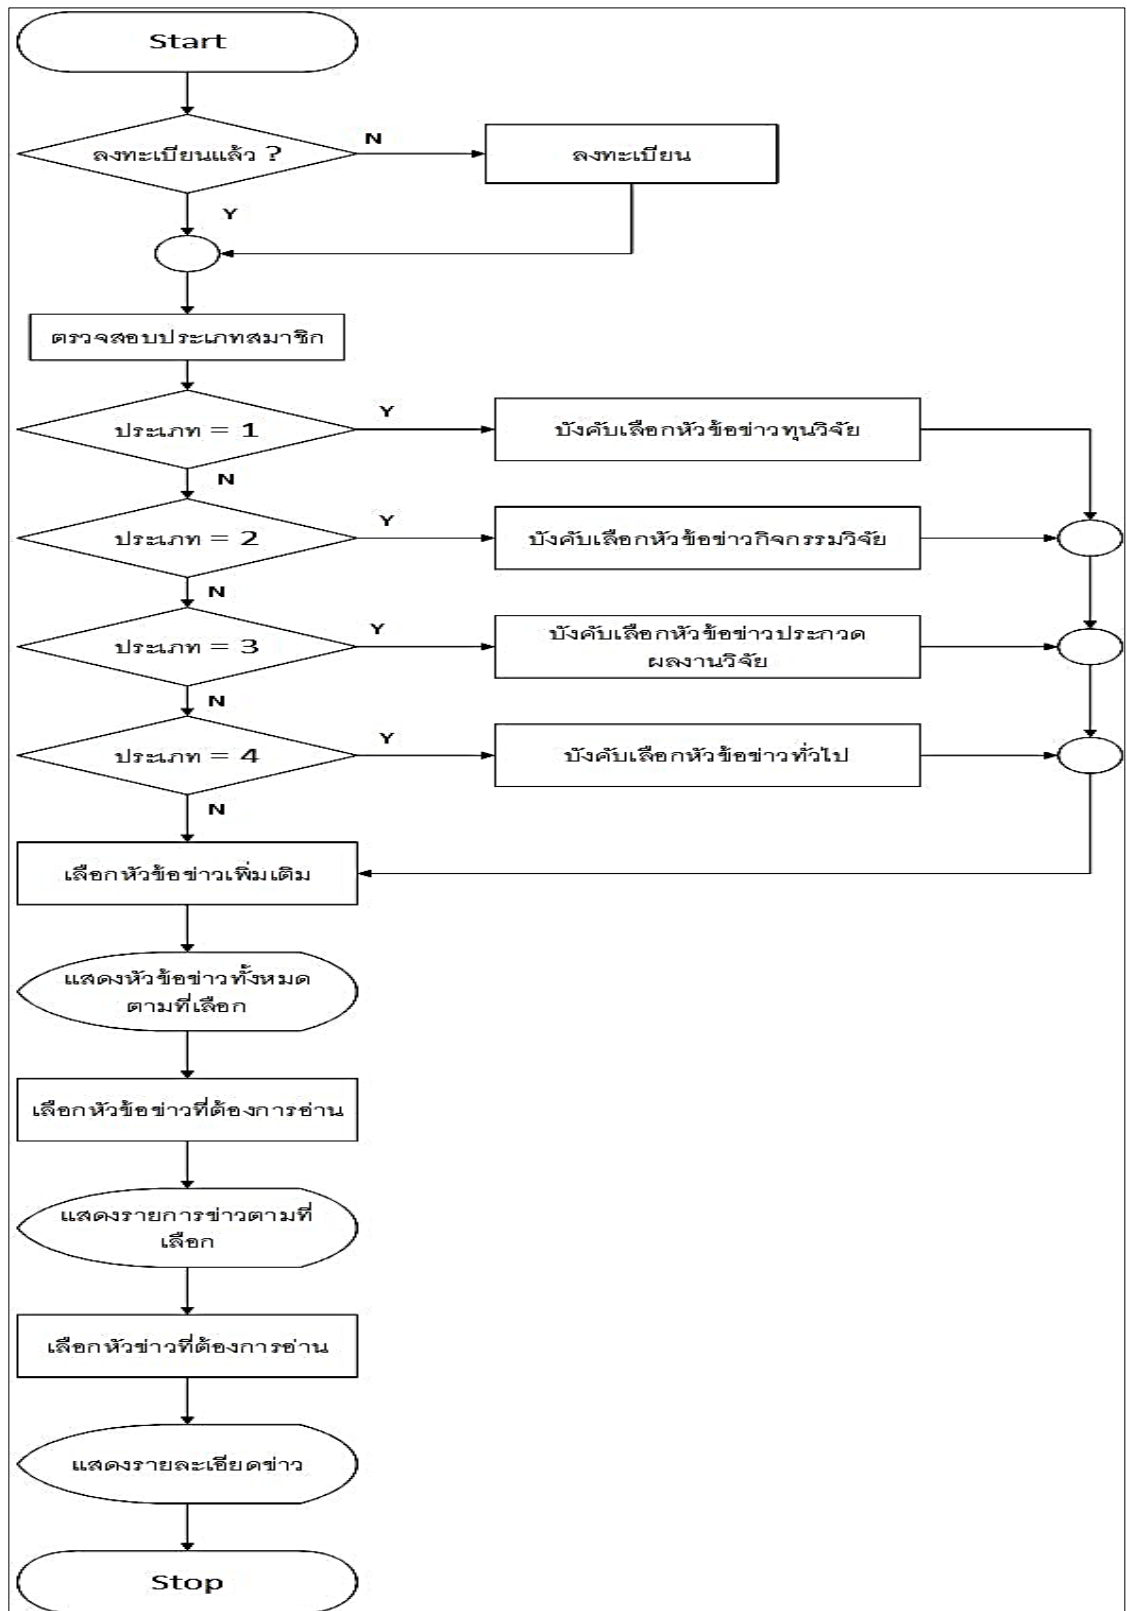 Start
ลงทะเบียนแล้ว ?
N
ลงทะเบียน
Y
ตรวจสอบประเภทสมาชิก
ประเภท = 1
Y
บังคับเลือกหัวข้อข่าวทุนวิจัย
N
ประเภท = 2
Y
บังคับเลือกหัวข้อข่าวกิจกรรมวิจัย
N
ประเภท = 3
Y
บังคับเลือกหัวข้อข่าวประกวด
ผลงานวิจัย
N
ประเภท = 4
Y
บังคับเลือกหัวข้อข่าวทั่วไป
N
เลือกหัวข้อข่าวเพิ่มเติม
แสดงหัวข้อข่าวทั้งหมด
ตามที่เลือก
เลือกหัวข้อข่าวที่ต้องการอ่าน
แสดงรายการข่าวตามที่
เลือก
เลือกหัวข่าวที่ต้องการอ่าน
แสดงรายละเอียดข่าว
Stop